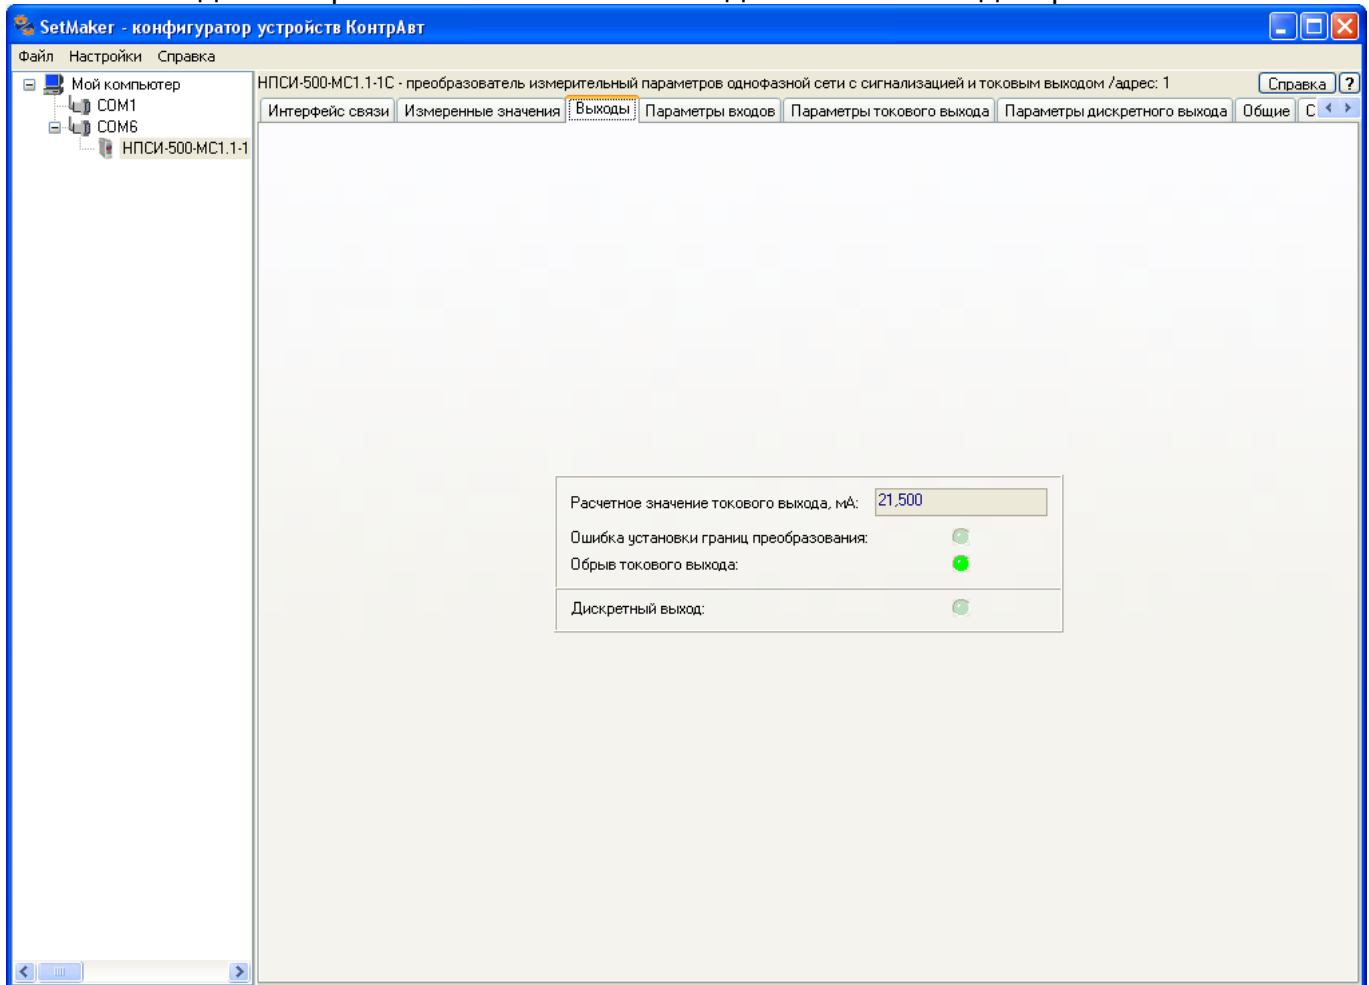 SetMaker - конфигуратор устройств КонтрАвт
Файл Настройки Справка
Мой компьютер
COM1
COM6
НПСИ-500-МС1.1-1
НПСИ-500-МС1.1-1С - преобразователь измерительный параметров однофазной сети с сигнализацией и токовым выходом /адрес: 1
Справка ?
Интерфейс связи Измеренные значения Выходы Параметры входов Параметры токового выхода Параметры дискретного выхода Общие С
Расчетное значение токового выхода, мА: 21,500
Ошибка установки границ преобразования:
Обрыв токового выхода:
Дискретный выход: